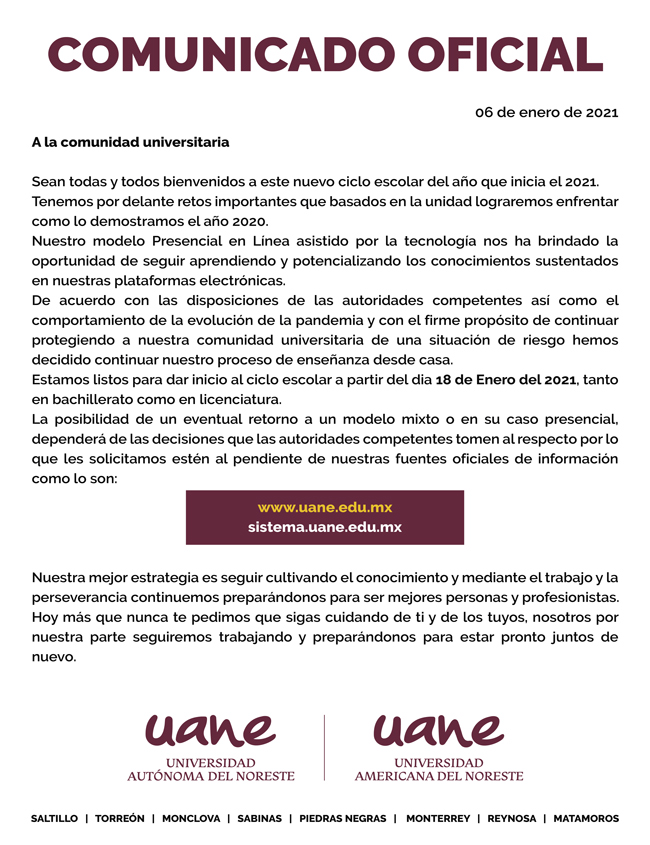 COMUNICADO OFICIAL
06 de enero de 2021
A la comunidad universitaria
Sean todas y todos bienvenidos a este nuevo ciclo escolar del año que inicia el 2021.
Tenemos por delante retos importantes que basados en la unidad lograremos enfrentar
como lo demostramos el año 2020.
Nuestro modelo Presencial en Línea asistido por la tecnología nos ha brindado la
oportunidad de seguir aprendiendo y potencializando los conocimientos sustentados
en nuestras plataformas electrónicas.
De acuerdo con las disposiciones de las autoridades competentes así como el
comportamiento de la evolución de la pandemia y con el firme propósito de continuar
protegiendo a nuestra comunidad universitaria de una situación de riesgo hemos
decidido continuar nuestro proceso de enseñanza desde casa.
Estamos listos para dar inicio al ciclo escolar a partir del dia 18 de Enero del 2021, tanto
en bachillerato como en licenciatura.
La posibilidad de un eventual retorno a un modelo mixto o en su caso presencial,
dependerá de las decisiones que las autoridades competentes tomen al respecto por lo
que les solicitamos estén al pendiente de nuestras fuentes oficiales de información
como lo son:
www.uane.edu.mx
sistema.uane.edu.mx
Nuestra mejor estrategia es seguir cultivando el conocimiento y mediante el trabajo y la
perseverancia continuemos preparándonos para ser mejores personas y profesionistas.
Hoy más que nunca te pedimos que sigas cuidando de ti y de los tuyos, nosotros por
nuestra parte seguiremos trabajando y preparándonos para estar pronto juntos de
nuevo.
uane
UNIVERSIDAD
AUTÓNOMA DEL NORESTE
uane
UNIVERSIDAD
AMERICANA DEL NORESTE
SALTILLO | TORREÓN | MONCLOVA | SABINAS | PIEDRAS NEGRAS | MONTERREY | REYNOSA | MATAMOROS